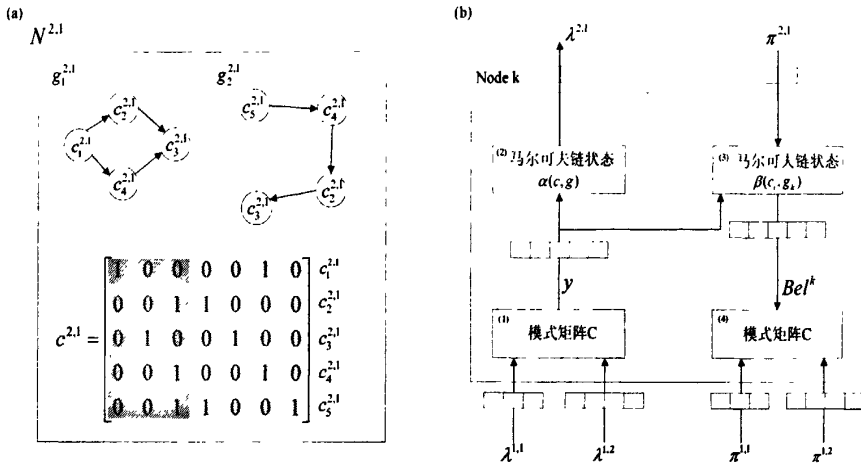 (a)
N^{2,1}
g_1^{2,1} g_2^{2,1}
c_2^{2,1}
c_1^{2,1} c_3^{2,1}
c_4^{2,1}
c_5^{2,1} c_4^{2,1}
c_3^{2,1} c_2^{2,1}
c^{2,1} =
1 0 0 0 0 1 0 c_1^{2,1}
0 0 1 1 0 0 0 c_2^{2,1}
0 1 0 0 1 0 0 c_3^{2,1}
0 0 1 0 0 1 0 c_4^{2,1}
0 0 1 1 0 0 1 c_5^{2,1}
(b)
λ^{2,1} π^{2,1}
Node k
(2) 马尔可夫链状态
α(c,g)
(3) 马尔可夫链状态
β(c_i, g_k)
y Bel^k
(1) 模式矩阵C
(4) 模式矩阵C
λ^{1,1} λ^{1,2} π^{1,1} π^{1,2}